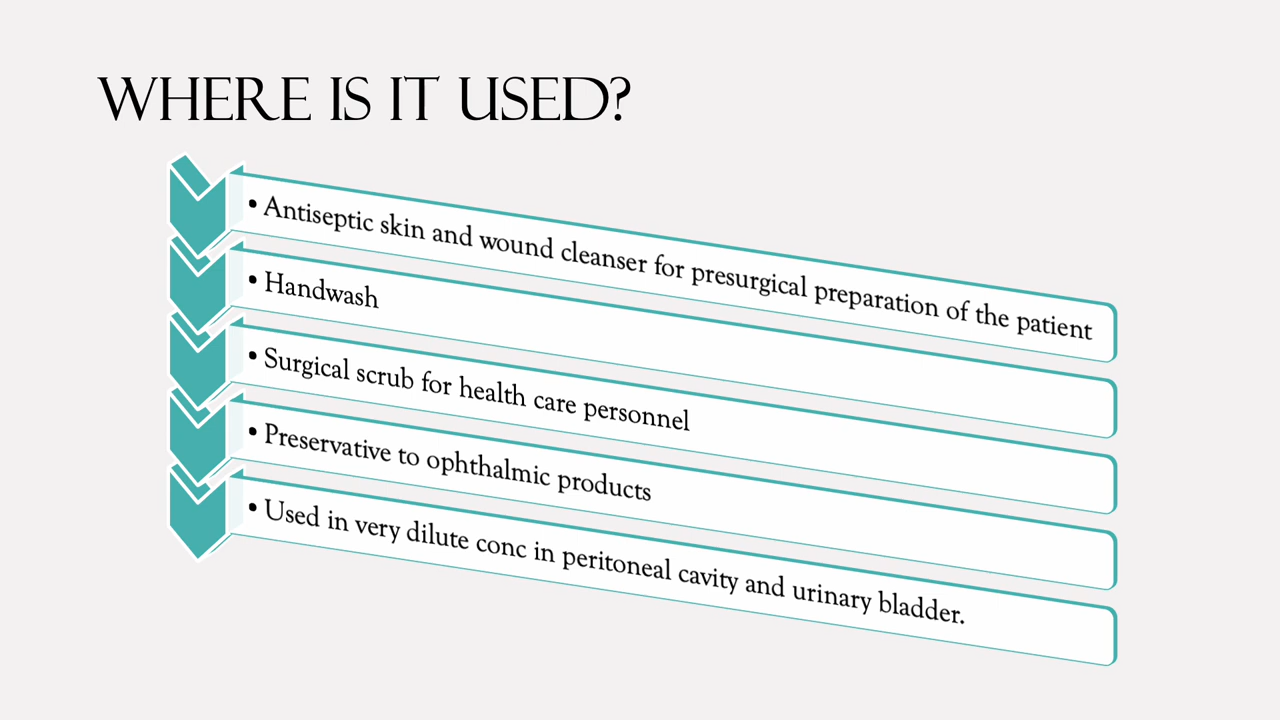 WHERE IS IT USED?
• Antiseptic skin and wound cleanser for presurgical preparation of the patient
• Handwash
• Surgical scrub for health care personnel
• Preservative to ophthalmic products
• Used in very dilute conc in peritoneal cavity and urinary bladder.